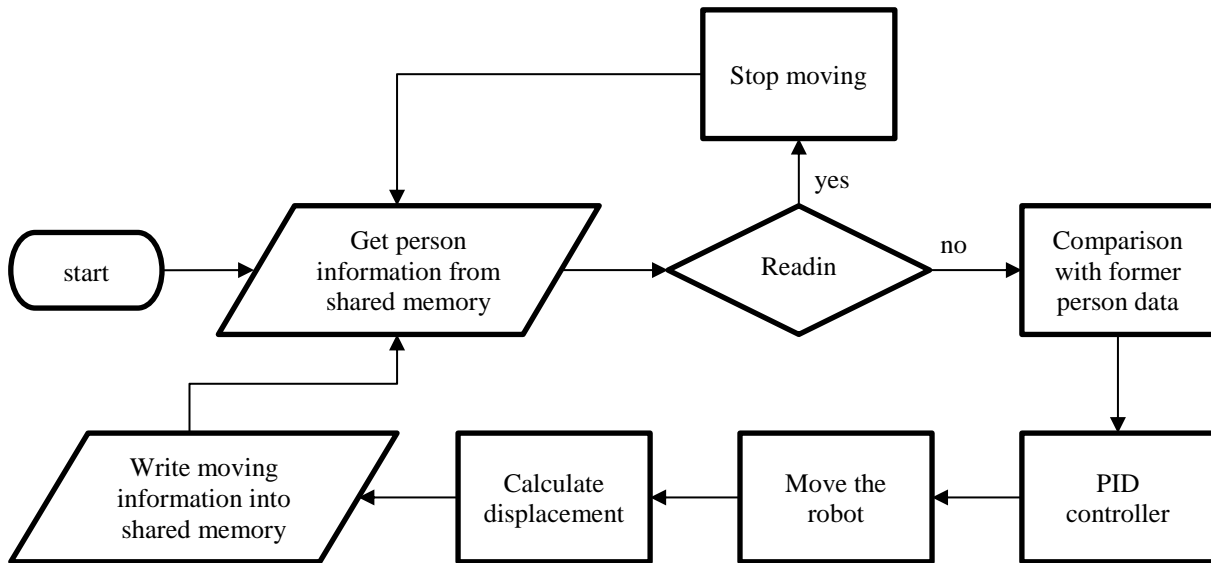 Stop moving
yes
start
Get person
information from
shared memory
Readin
no
Comparison
with former
person data
Write moving
information into
shared memory
Calculate
displacement
Move the
robot
PID
controller